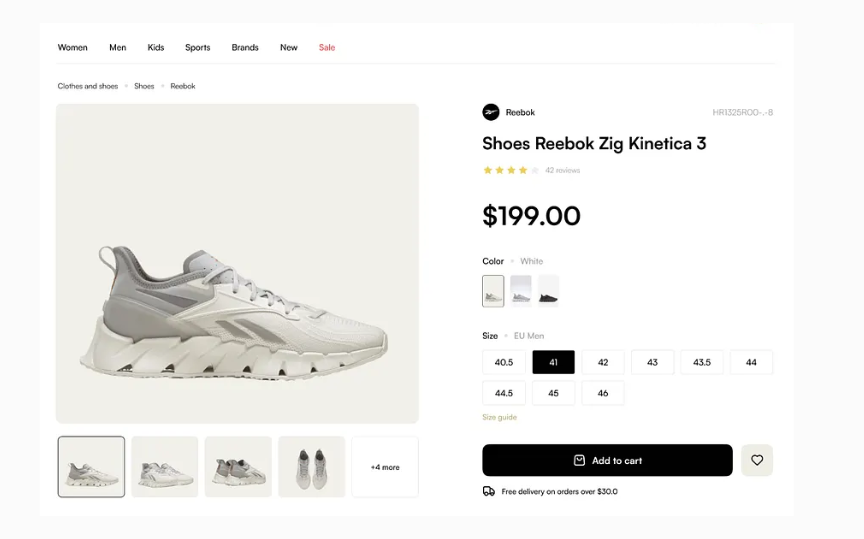 Women Men Kids Sports Brands New Sale
Clothes and shoes Shoes Reebok
Reebok HR1325R00-.-8
Shoes Reebok Zig Kinetica 3
42 reviews
$199.00
Color White
Size EU Men
40.5 41 42 43 43.5 44
44.5 45 46
Size guide
+4 more
Add to cart
Free delivery on orders over $30.0